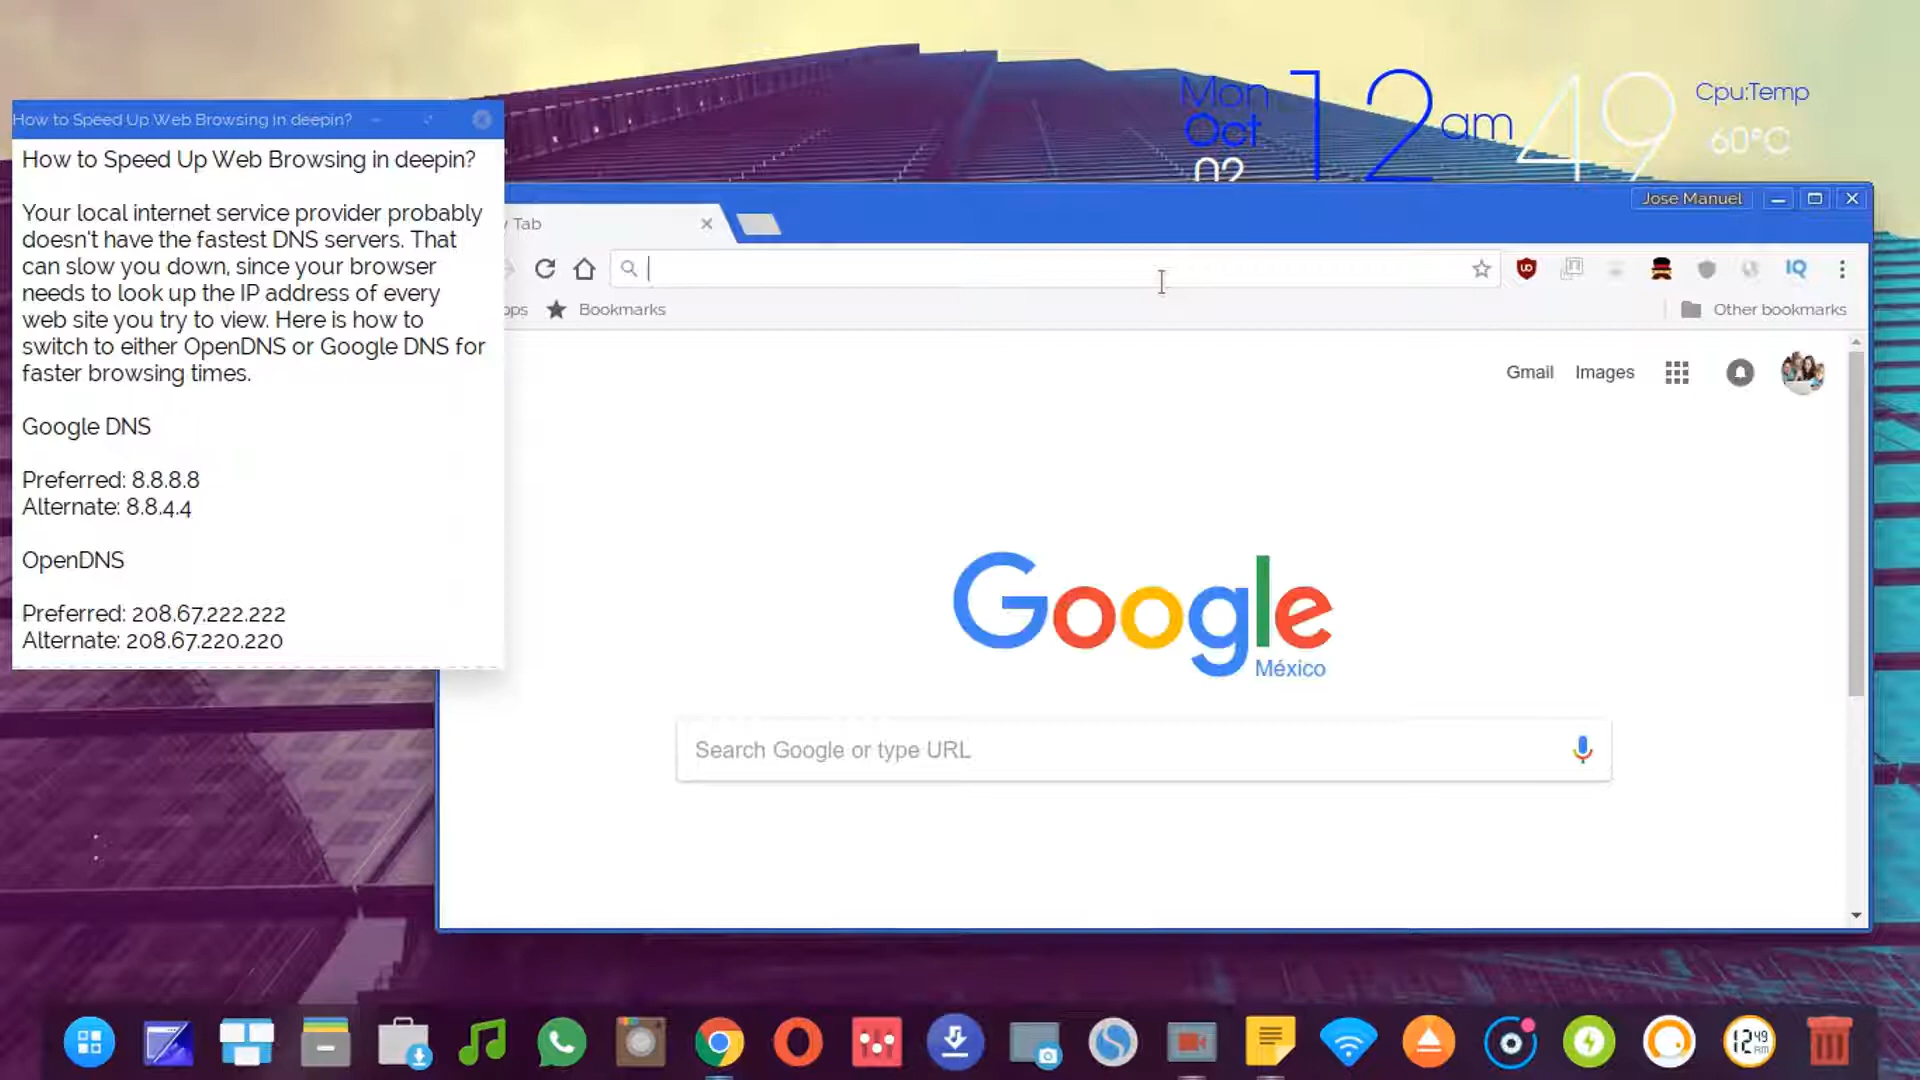 Mon
Oct
02
12 am 49
Cpu:Temp
60°C
How to Speed Up Web Browsing in deepin?
How to Speed Up Web Browsing in deepin?
Your local internet service provider probably
doesn't have the fastest DNS servers. That
can slow you down, since your browser
needs to look up the IP address of every
web site you try to view. Here is how to
switch to either OpenDNS or Google DNS for
faster browsing times.
Google DNS
Preferred: 8.8.8.8
Alternate: 8.8.4.4
OpenDNS
Preferred: 208.67.222.222
Alternate: 208.67.220.220
Jose Manuel
Tab
IQ
Bookmarks
Other bookmarks
Gmail
Images
Google
México
Search Google or type URL
12 49
AM